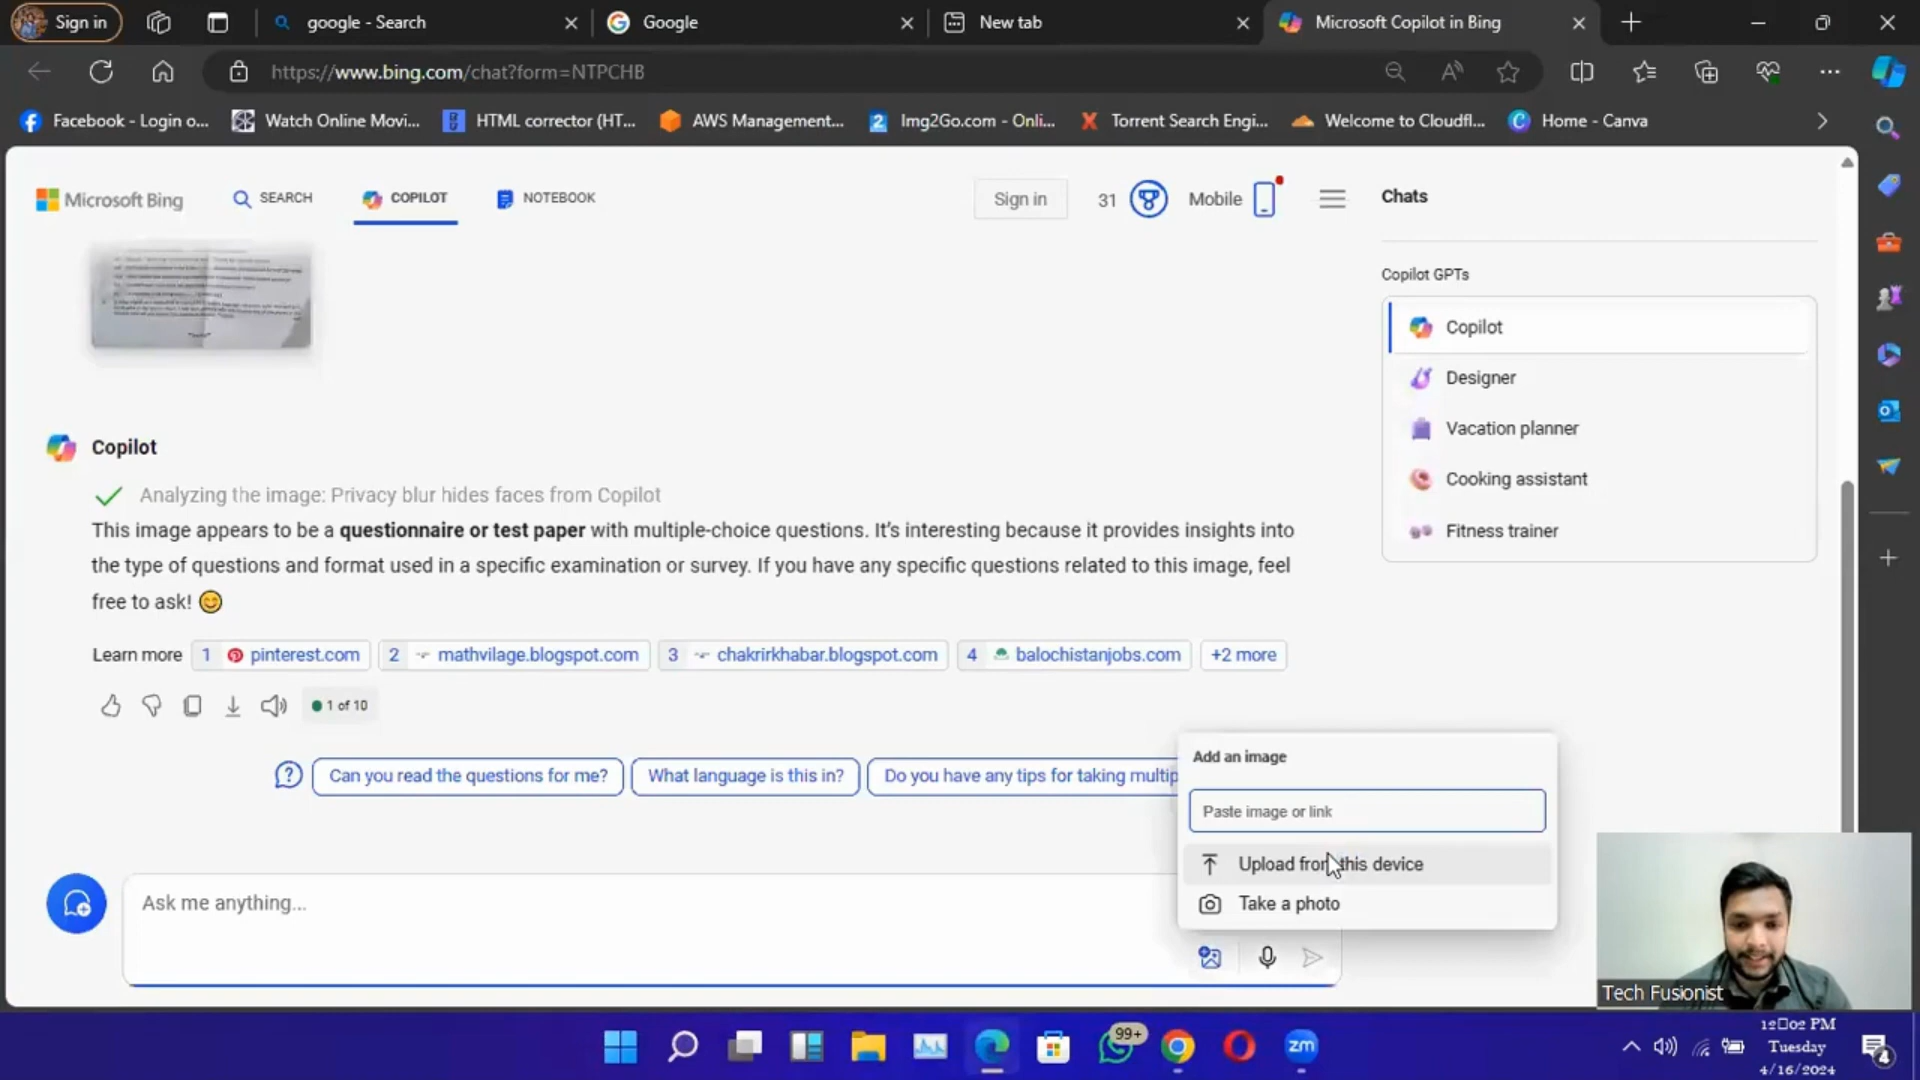 Sign in
google - Search
Google
New tab
Microsoft Copilot in Bing
https://www.bing.com/chat?form=NTPCHB
Facebook - Login o...
Watch Online Movi...
HTML corrector (HT...
AWS Management...
Img2Go.com - Onli...
Torrent Search Engi...
Welcome to Cloudfl...
Home - Canva
Microsoft Bing
SEARCH
COPILOT
NOTEBOOK
Sign in
31
Mobile
Chats
Copilot GPTs
Copilot
Designer
Vacation planner
Cooking assistant
Fitness trainer
Copilot
Analyzing the image: Privacy blur hides faces from Copilot
This image appears to be a questionnaire or test paper with multiple-choice questions. It's interesting because it provides insights into
the type of questions and format used in a specific examination or survey. If you have any specific questions related to this image, feel
free to ask! 😊
Learn more 1 pinterest.com 2 mathvilage.blogspot.com 3 chakrirkhabar.blogspot.com 4 balochistanjobs.com +2 more
1 of 10
Can you read the questions for me?
What language is this in?
Do you have any tips for taking multip
Add an image
Paste image or link
Upload from this device
Take a photo
Ask me anything...
Tech Fusionist
99+
zm
12□02 PM
Tuesday
4/16/2024
4